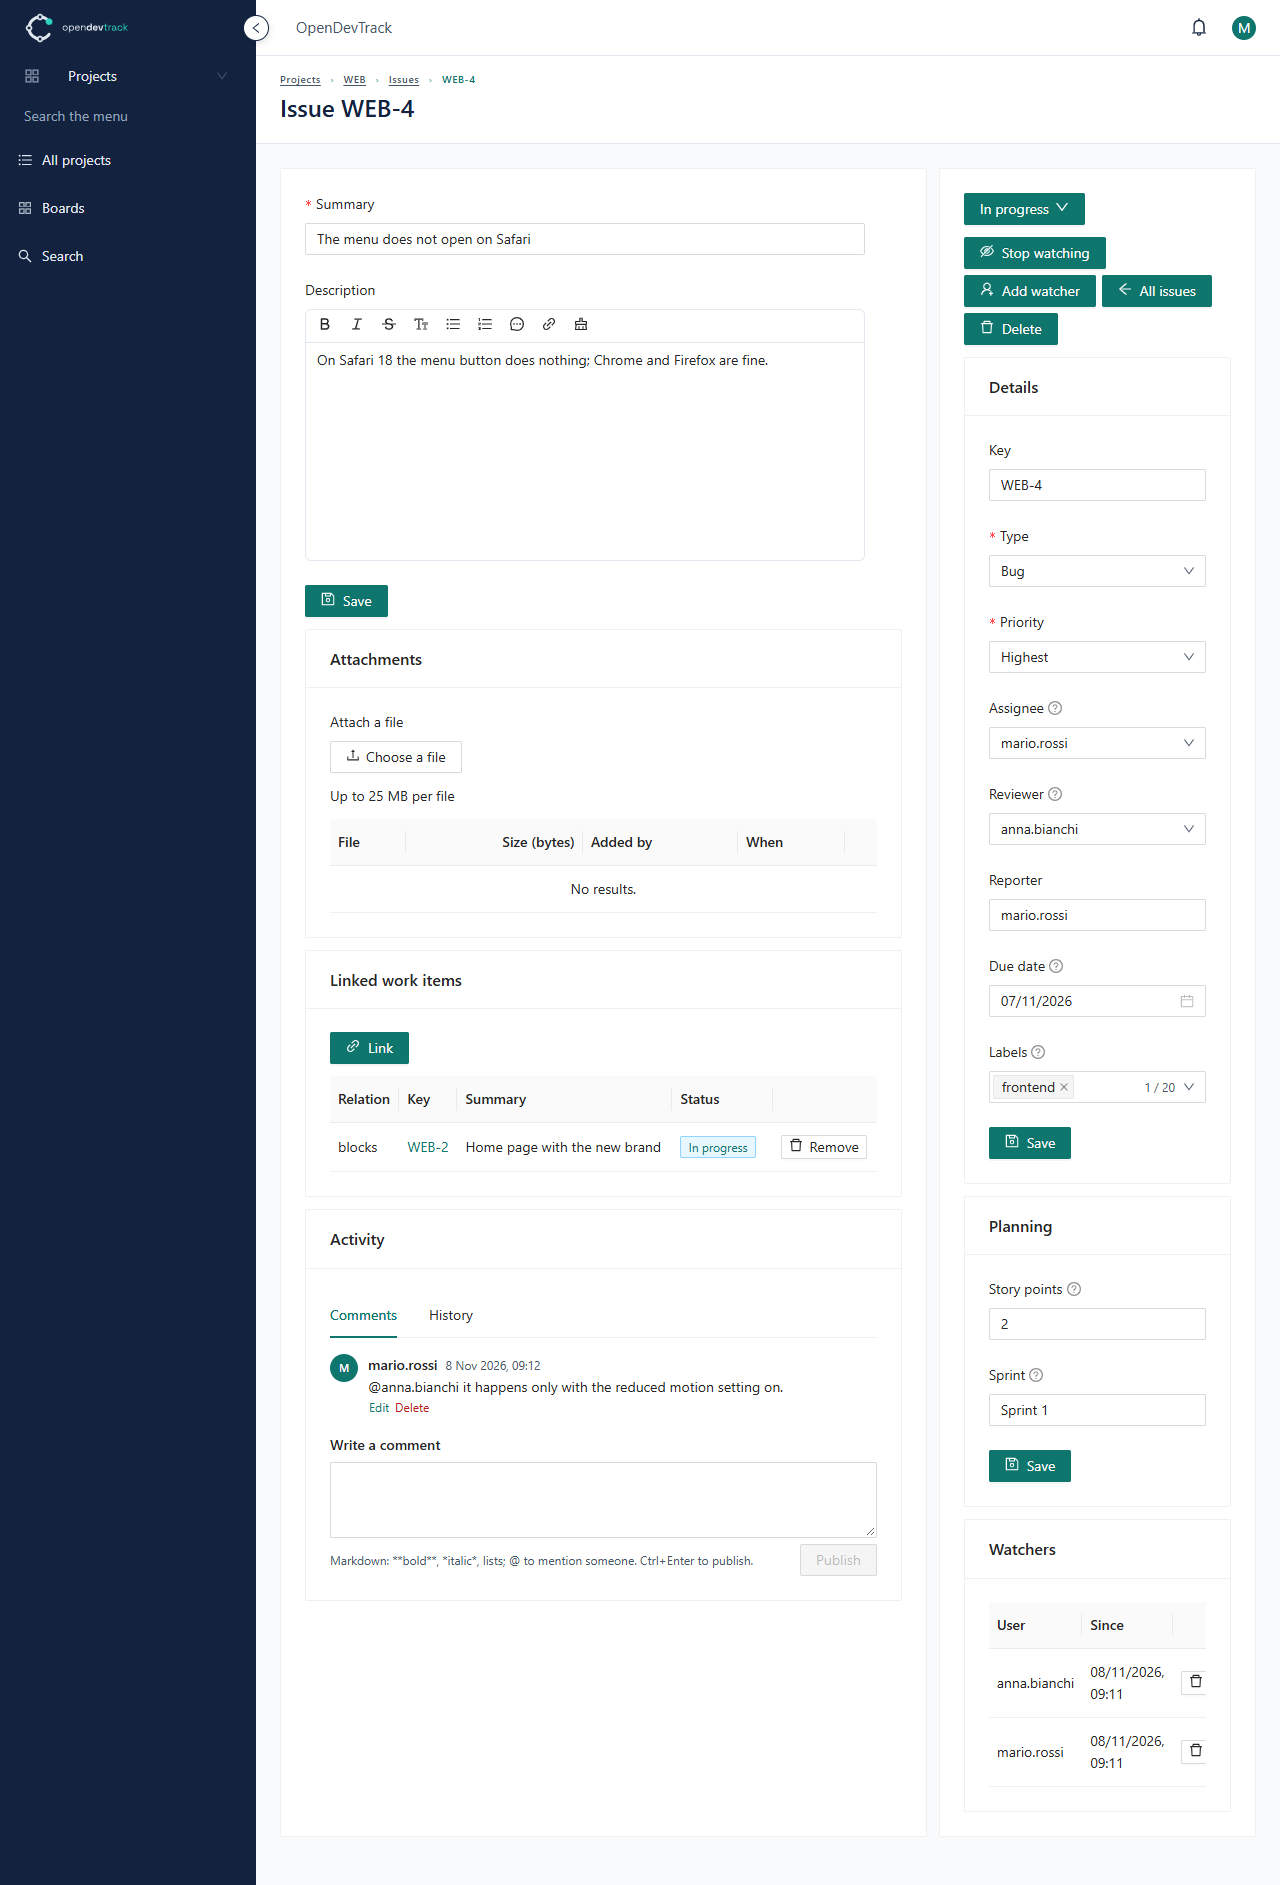 opendevtrack
OpenDevTrack
M
Projects
Search the menu
All projects
Boards
Search
Projects › WEB › Issues › WEB-4
Issue WEB-4
* Summary
The menu does not open on Safari
Description
On Safari 18 the menu button does nothing; Chrome and Firefox are fine.
Save
Attachments
Attach a file
Choose a file
Up to 25 MB per file
File Size (bytes) Added by When
No results.
Linked work items
Link
Relation Key Summary Status
blocks WEB-2 Home page with the new brand In progress Remove
Activity
Comments History
M mario.rossi 8 Nov 2026, 09:12
@anna.bianchi it happens only with the reduced motion setting on.
Edit Delete
Write a comment
Markdown: **bold**, *italic*, lists; @ to mention someone. Ctrl+Enter to publish.
Publish
In progress
Stop watching
Add watcher All issues
Delete
Details
Key
WEB-4
* Type
Bug
* Priority
Highest
Assignee
mario.rossi
Reviewer
anna.bianchi
Reporter
mario.rossi
Due date
07/11/2026
Labels
frontend 1 / 20
Save
Planning
Story points
2
Sprint
Sprint 1
Save
Watchers
User Since
anna.bianchi 08/11/2026, 09:11
mario.rossi 08/11/2026, 09:11